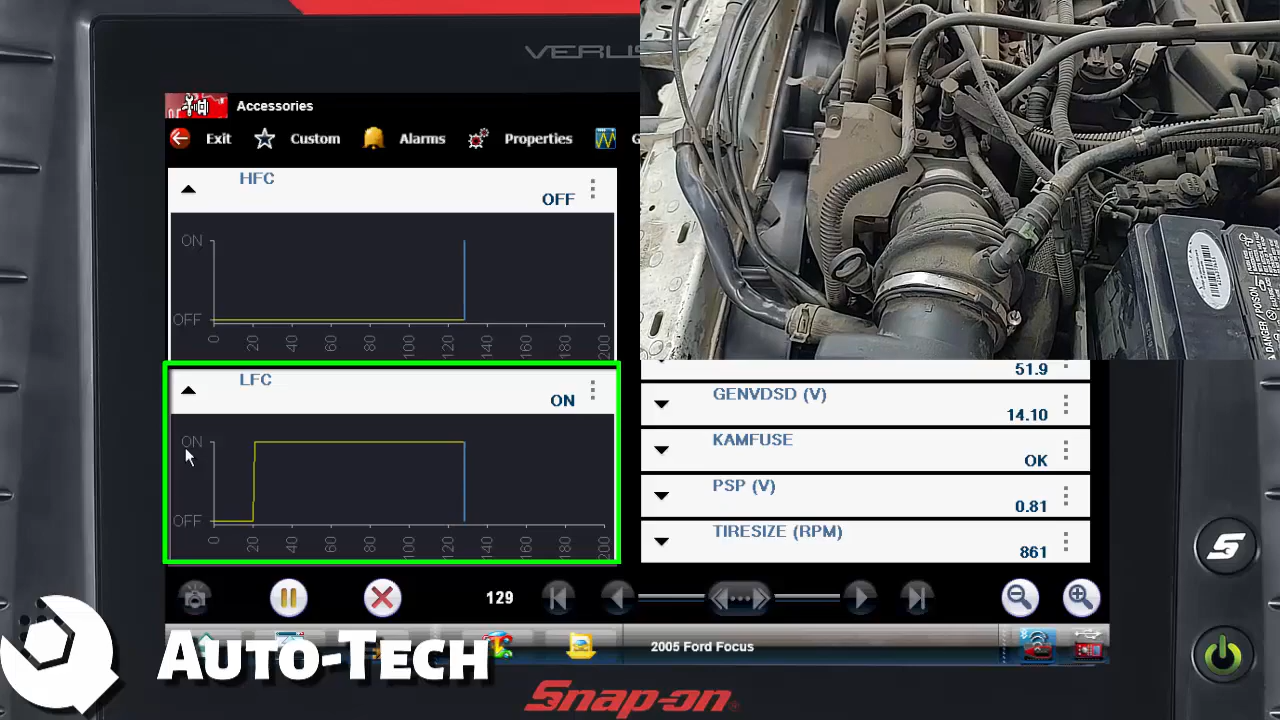 VERUS
Accessories
Exit
Custom
Alarms
Properties
G
HFC
OFF
ON
OFF
0 20 40 60 80 100 120 140 160 180 200
LFC
ON
ON
OFF
0 20 40 60 80 100 120 140 160 180 200
51.9
GENVDSD (V)
14.10
KAMFUSE
OK
PSP (V)
0.81
TIRESIZE (RPM)
861
129
2005 Ford Focus
AUTO-TECH
Snap-on
S
DANGER / POISON